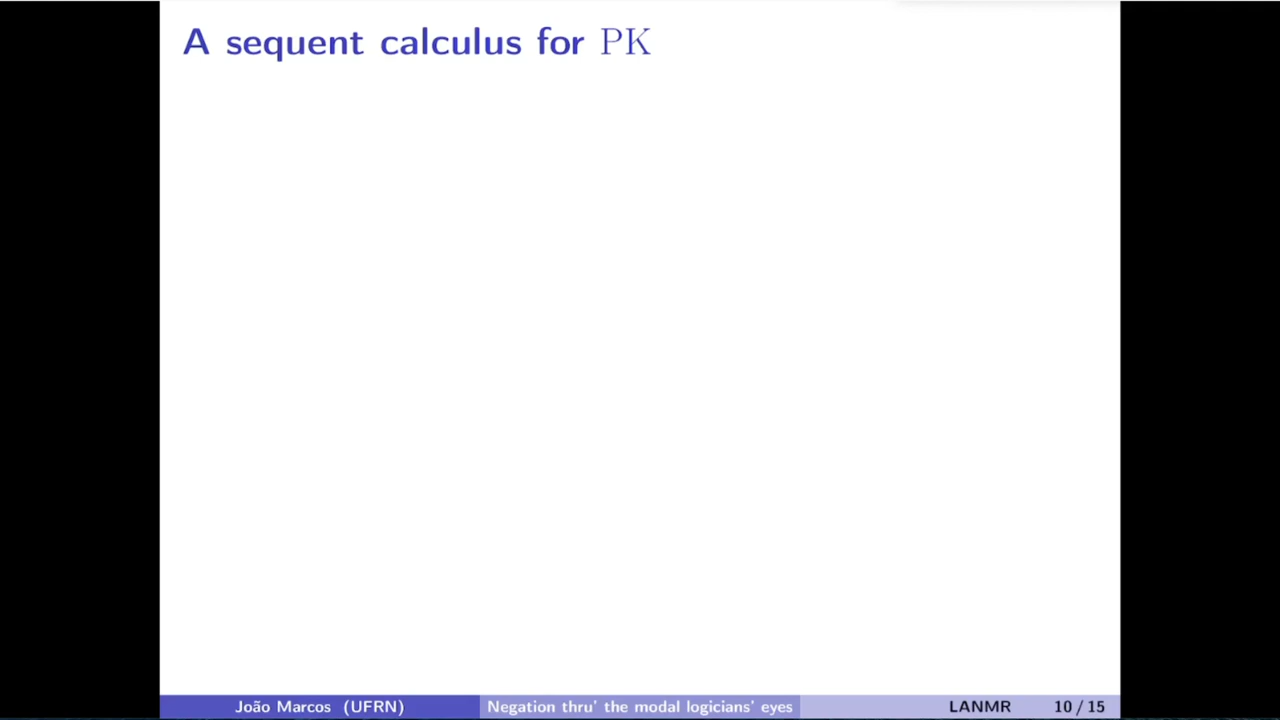 A sequent calculus for PK
João Marcos (UFRN) Negation thru' the modal logicians' eyes LANMR 10 / 15